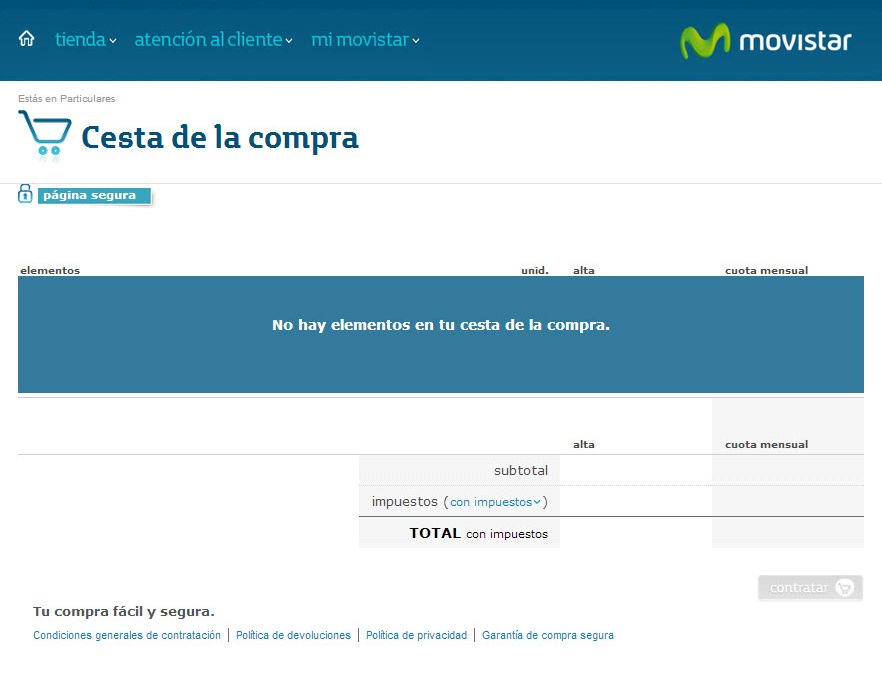 tienda atención al cliente mi movistar movistar
Estás en Particulares
Cesta de la compra
página segura
elementos unid. alta cuota mensual
No hay elementos en tu cesta de la compra.
alta cuota mensual
subtotal
impuestos (con impuestos)
TOTAL con impuestos
contratar
Tu compra fácil y segura.
Condiciones generales de contratación | Política de devoluciones | Política de privacidad | Garantía de compra segura